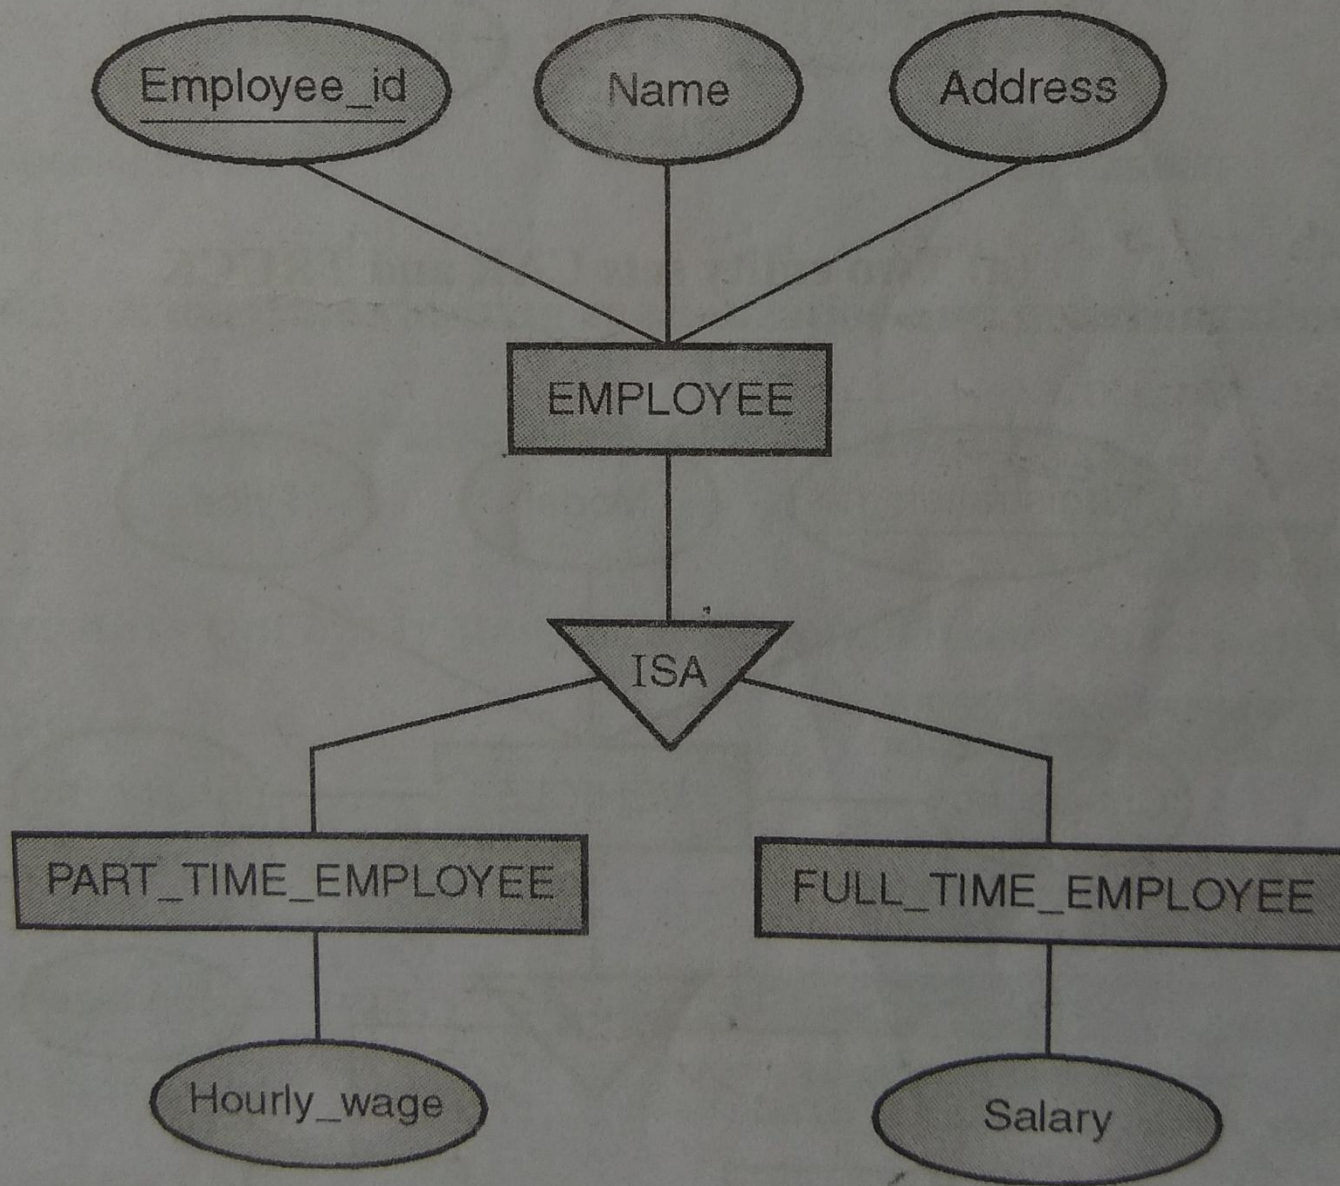 Employee_id Name Address
EMPLOYEE
ISA
PART_TIME_EMPLOYEE FULL_TIME_EMPLOYEE
Hourly_wage Salary